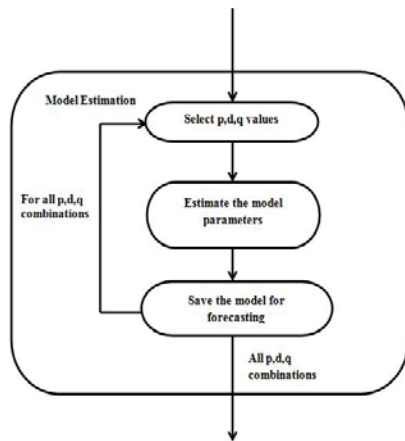 Model Estimation
Select p,d,q values
For all p,d,q
combinations
Estimate the model
parameters
Save the model for
forecasting
All p,d,q
combinations